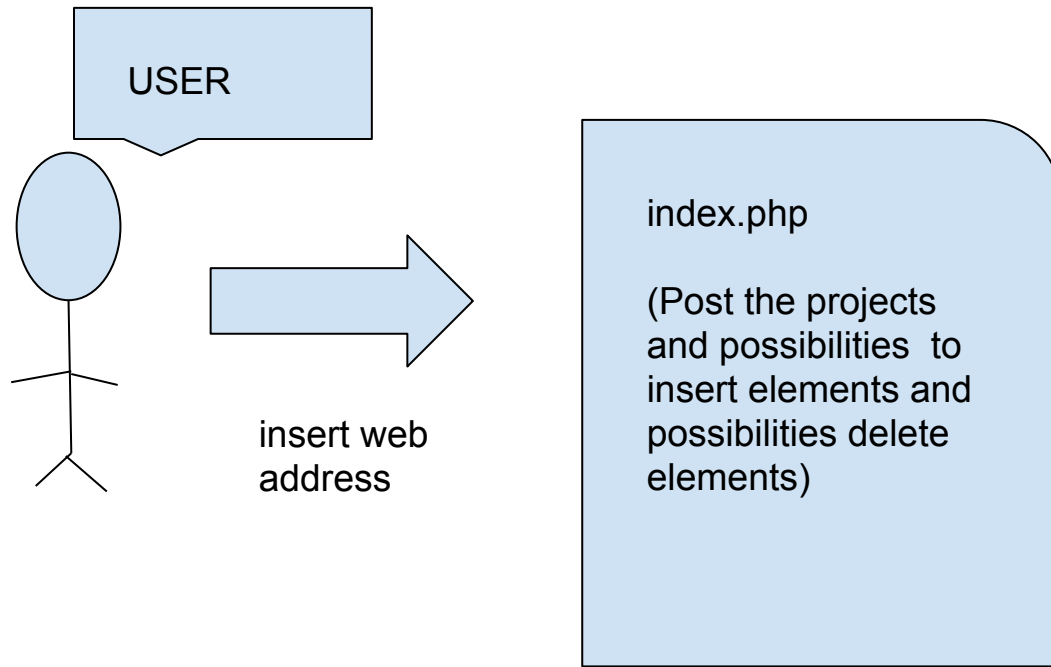 USER
insert web
address
index.php
(Post the projects
and possibilities  to
insert elements and
possibilities delete
elements)